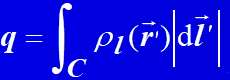 q = ∫_C ρ_l(r⃗')|dl⃗'|